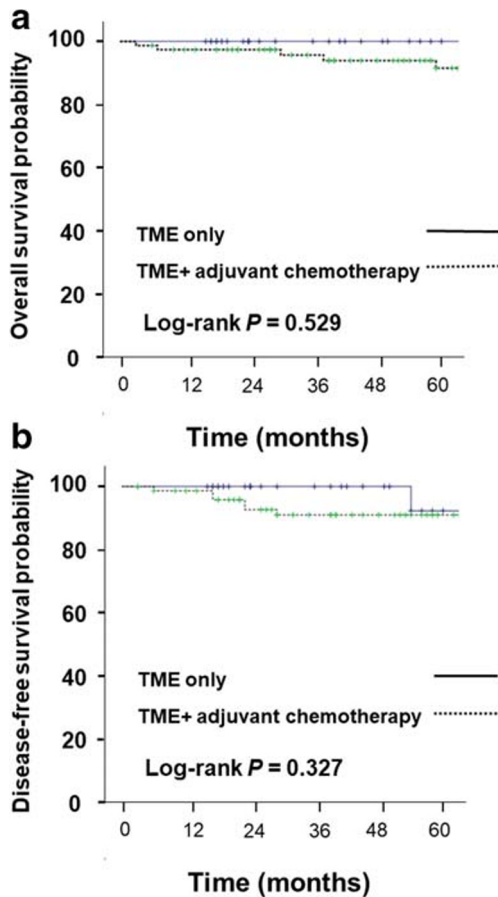 a
Overall survival probability
100
80
60
40
20
0
TME only
TME+ adjuvant chemotherapy
Log-rank P = 0.529
0 12 24 36 48 60
Time (months)
b
Disease-free survival probability
100
80
60
40
20
0
TME only
TME+ adjuvant chemotherapy
Log-rank P = 0.327
0 12 24 36 48 60
Time (months)